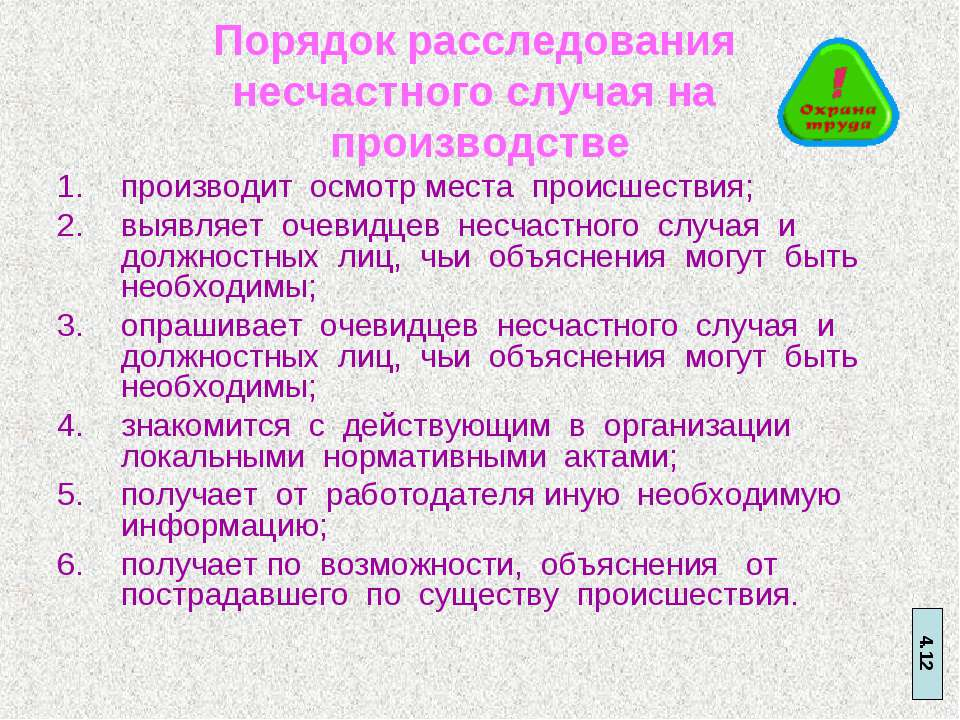 Порядок расследования
несчастного случая на
производстве
!
Охрана
труда
1. производит осмотр места происшествия;
2. выявляет очевидцев несчастного случая и
должностных лиц, чьи объяснения могут быть
необходимы;
3. опрашивает очевидцев несчастного случая и
должностных лиц, чьи объяснения могут быть
необходимы;
4. знакомится с действующим в организации
локальными нормативными актами;
5. получает от работодателя иную необходимую
информацию;
6. получает по возможности, объяснения от
пострадавшего по существу происшествия.
4.12